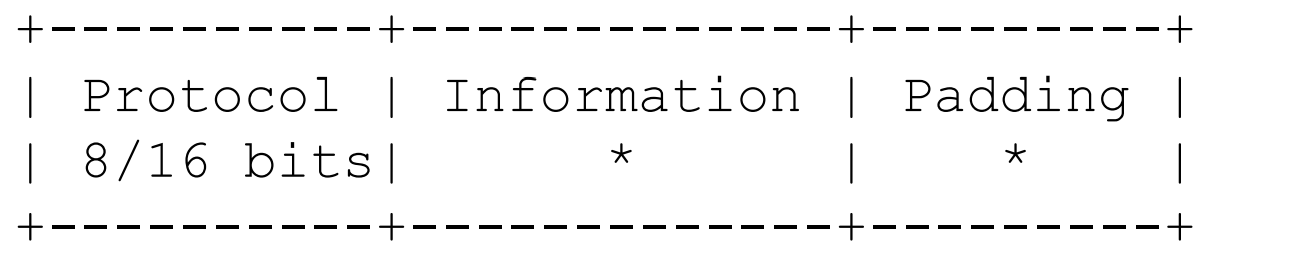 +-----------+-------------+---------+
| Protocol | Information | Padding |
| 8/16 bits| * | * |
+-----------+-------------+---------+